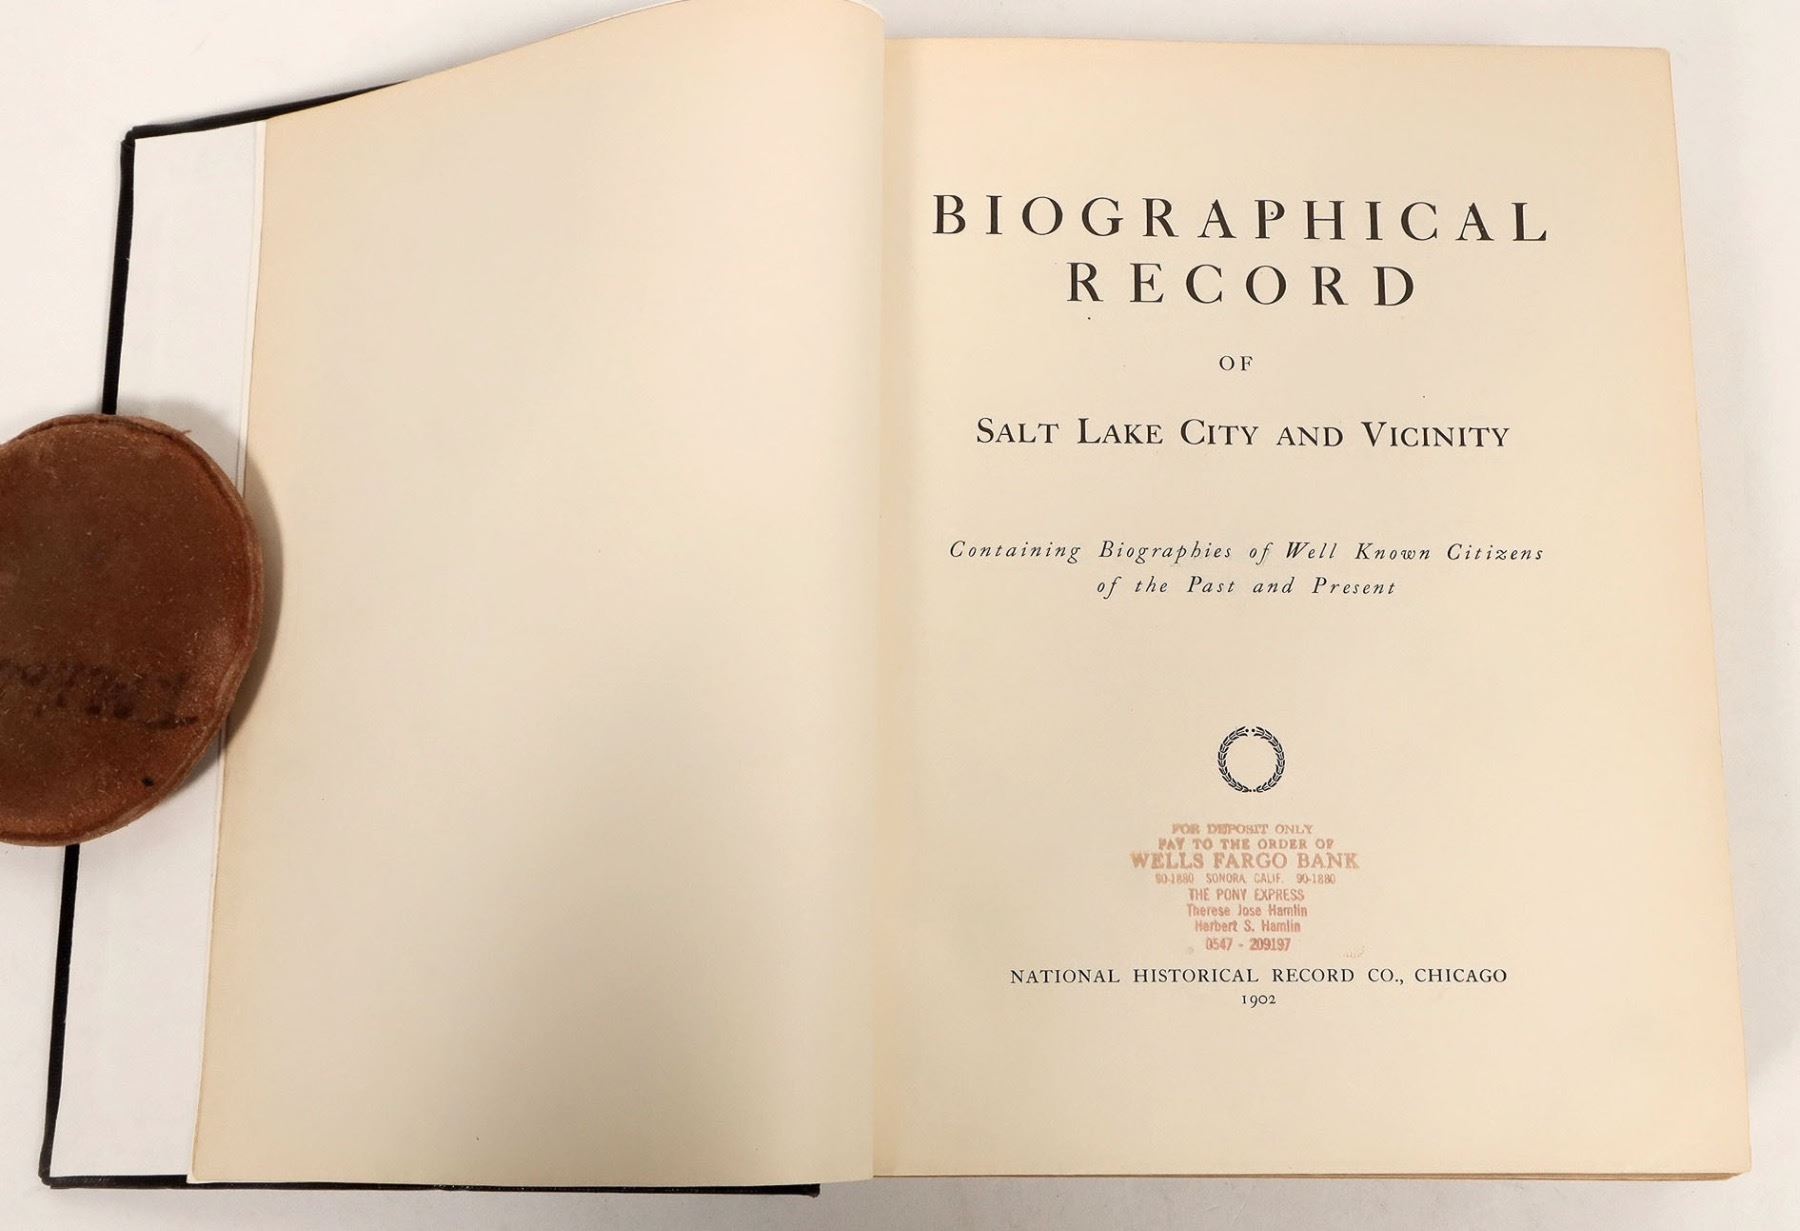 BIOGRAPHICAL
RECORD
OF
SALT LAKE CITY AND VICINITY
Containing Biographies of Well Known Citizens
of the Past and Present
FOR DEPOSIT ONLY
PAY TO THE ORDER OF
WELLS FARGO BANK
90-1880 SONORA, CALIF. 90-1880
THE PONY EXPRESS
Therese Jose Hamlin
Herbert S. Hamlin
0547 - 209197
NATIONAL HISTORICAL RECORD CO., CHICAGO
1902